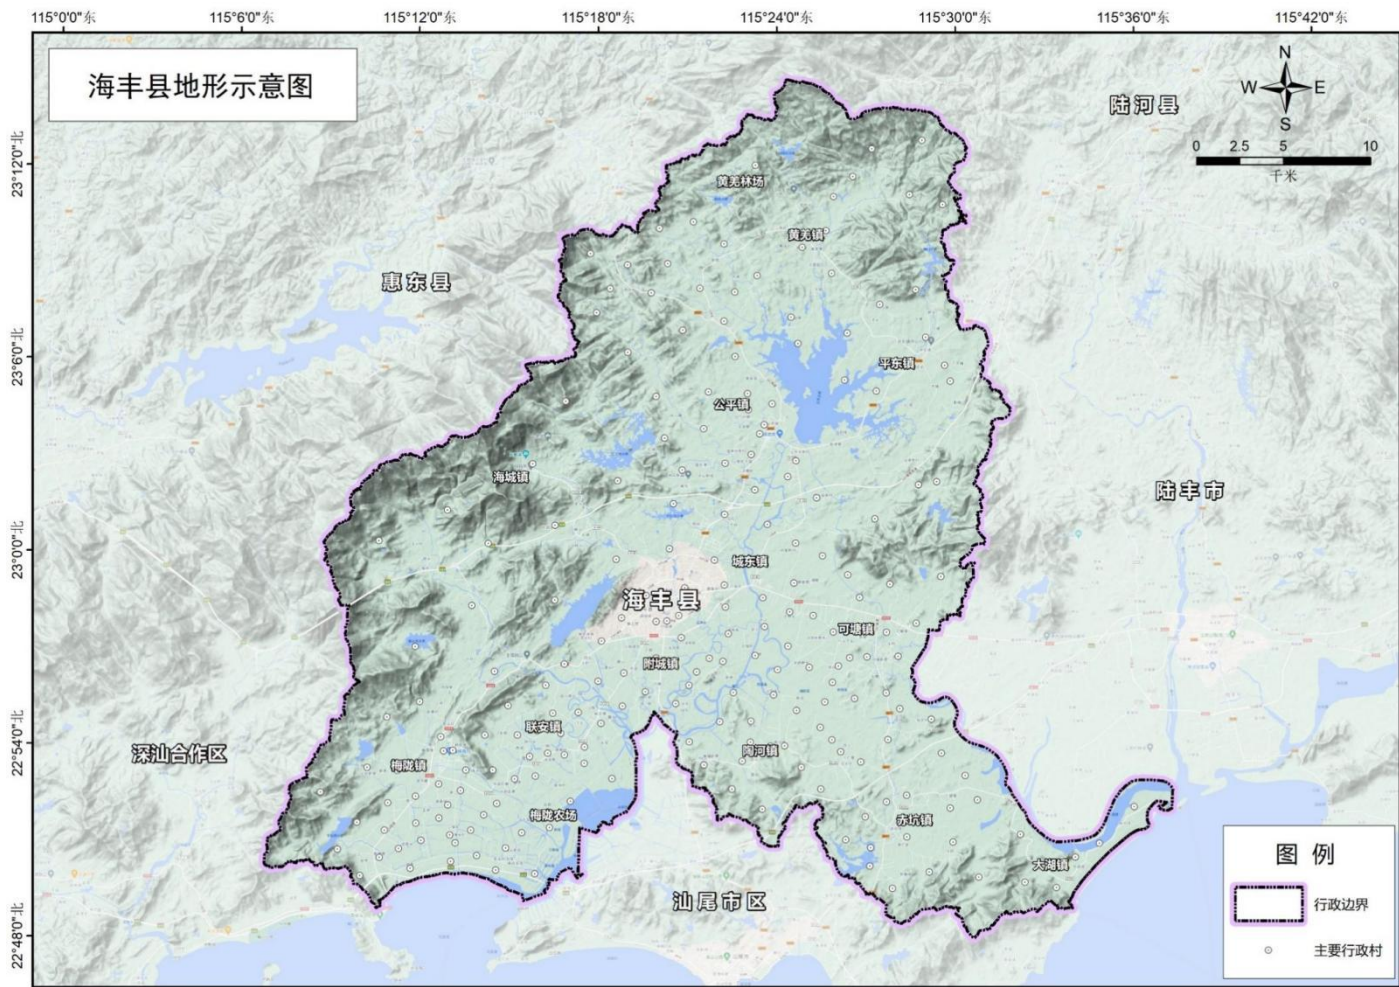 115°0'0"东
115°6'0"东
115°12'0"东
115°18'0"东
115°24'0"东
115°30'0"东
115°36'0"东
115°42'0"东
海丰县地形示意图
陆河县
N
W
E
S
0 2.5 5 10
千米
23°12'0"北
黄羌林场
黄羌镇
惠东县
23°6'0"北
平东镇
公平镇
海城镇
陆丰市
23°0'0"北
城东镇
海丰县
可塘镇
附城镇
联安镇
22°54'0"北
陶河镇
深汕合作区
梅陇镇
梅陇农场
赤坑镇
大湖镇
汕尾市区
22°48'0"北
图 例
行政边界
主要行政村